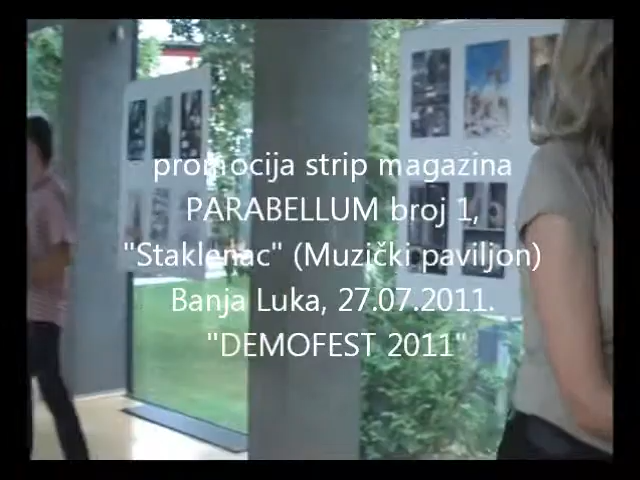 promocija strip magazina
PARABELLUM broj 1,
"Staklenac" (Muzički paviljon)
Banja Luka, 27.07.2011.
"DEMOFEST 2011"